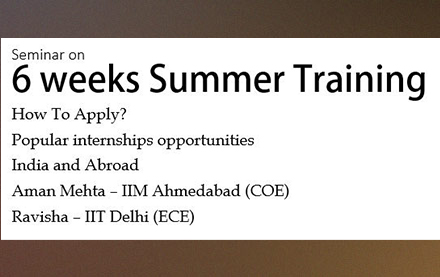 Seminar on
6 weeks Summer Training
How To Apply?
Popular internships opportunities
India and Abroad
Aman Mehta – IIM Ahmedabad (COE)
Ravisha – IIT Delhi (ECE)